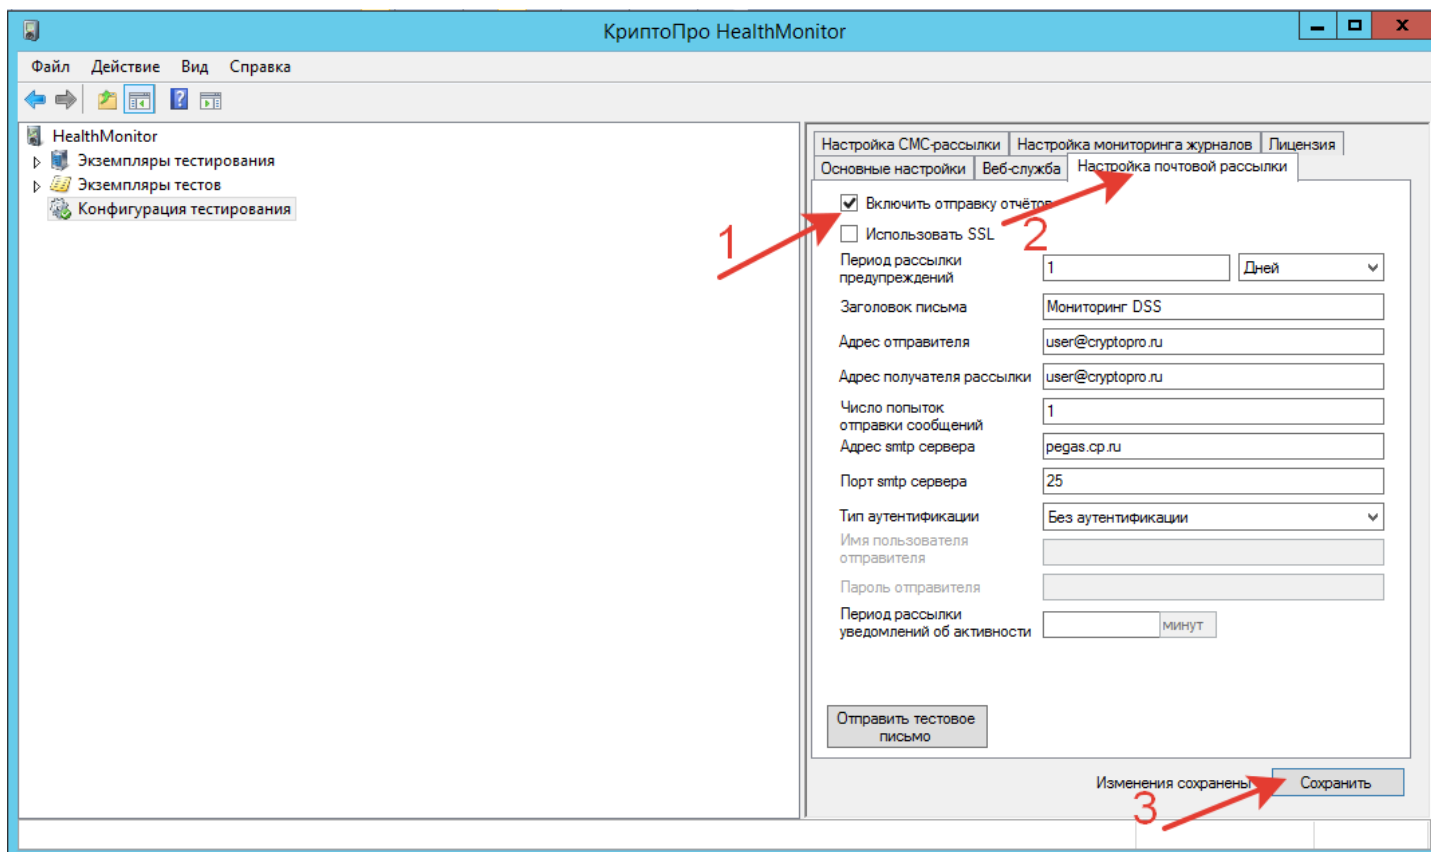 КриптоПро HealthMonitor
Файл Действие Вид Справка
HealthMonitor
Экземпляры тестирования
Экземпляры тестов
Конфигурация тестирования
Настройка СМС-рассылки Настройка мониторинга журналов Лицензия
Основные настройки Веб-служба Настройка почтовой рассылки
Включить отправку отчётов
1
2
Использовать SSL
Период рассылки
предупреждений
1 Дней
Заголовок письма Мониторинг DSS
Адрес отправителя user@cryptopro.ru
Адрес получателя рассылки user@cryptopro.ru
Число попыток
отправки сообщений
1
Адрес smtp сервера pegas.cp.ru
Порт smtp сервера 25
Тип аутентификации Без аутентификации
Имя пользователя
отправителя
Пароль отправителя
Период рассылки
уведомлений об активности
минут
Отправить тестовое
письмо
Изменения сохранены Сохранить
3